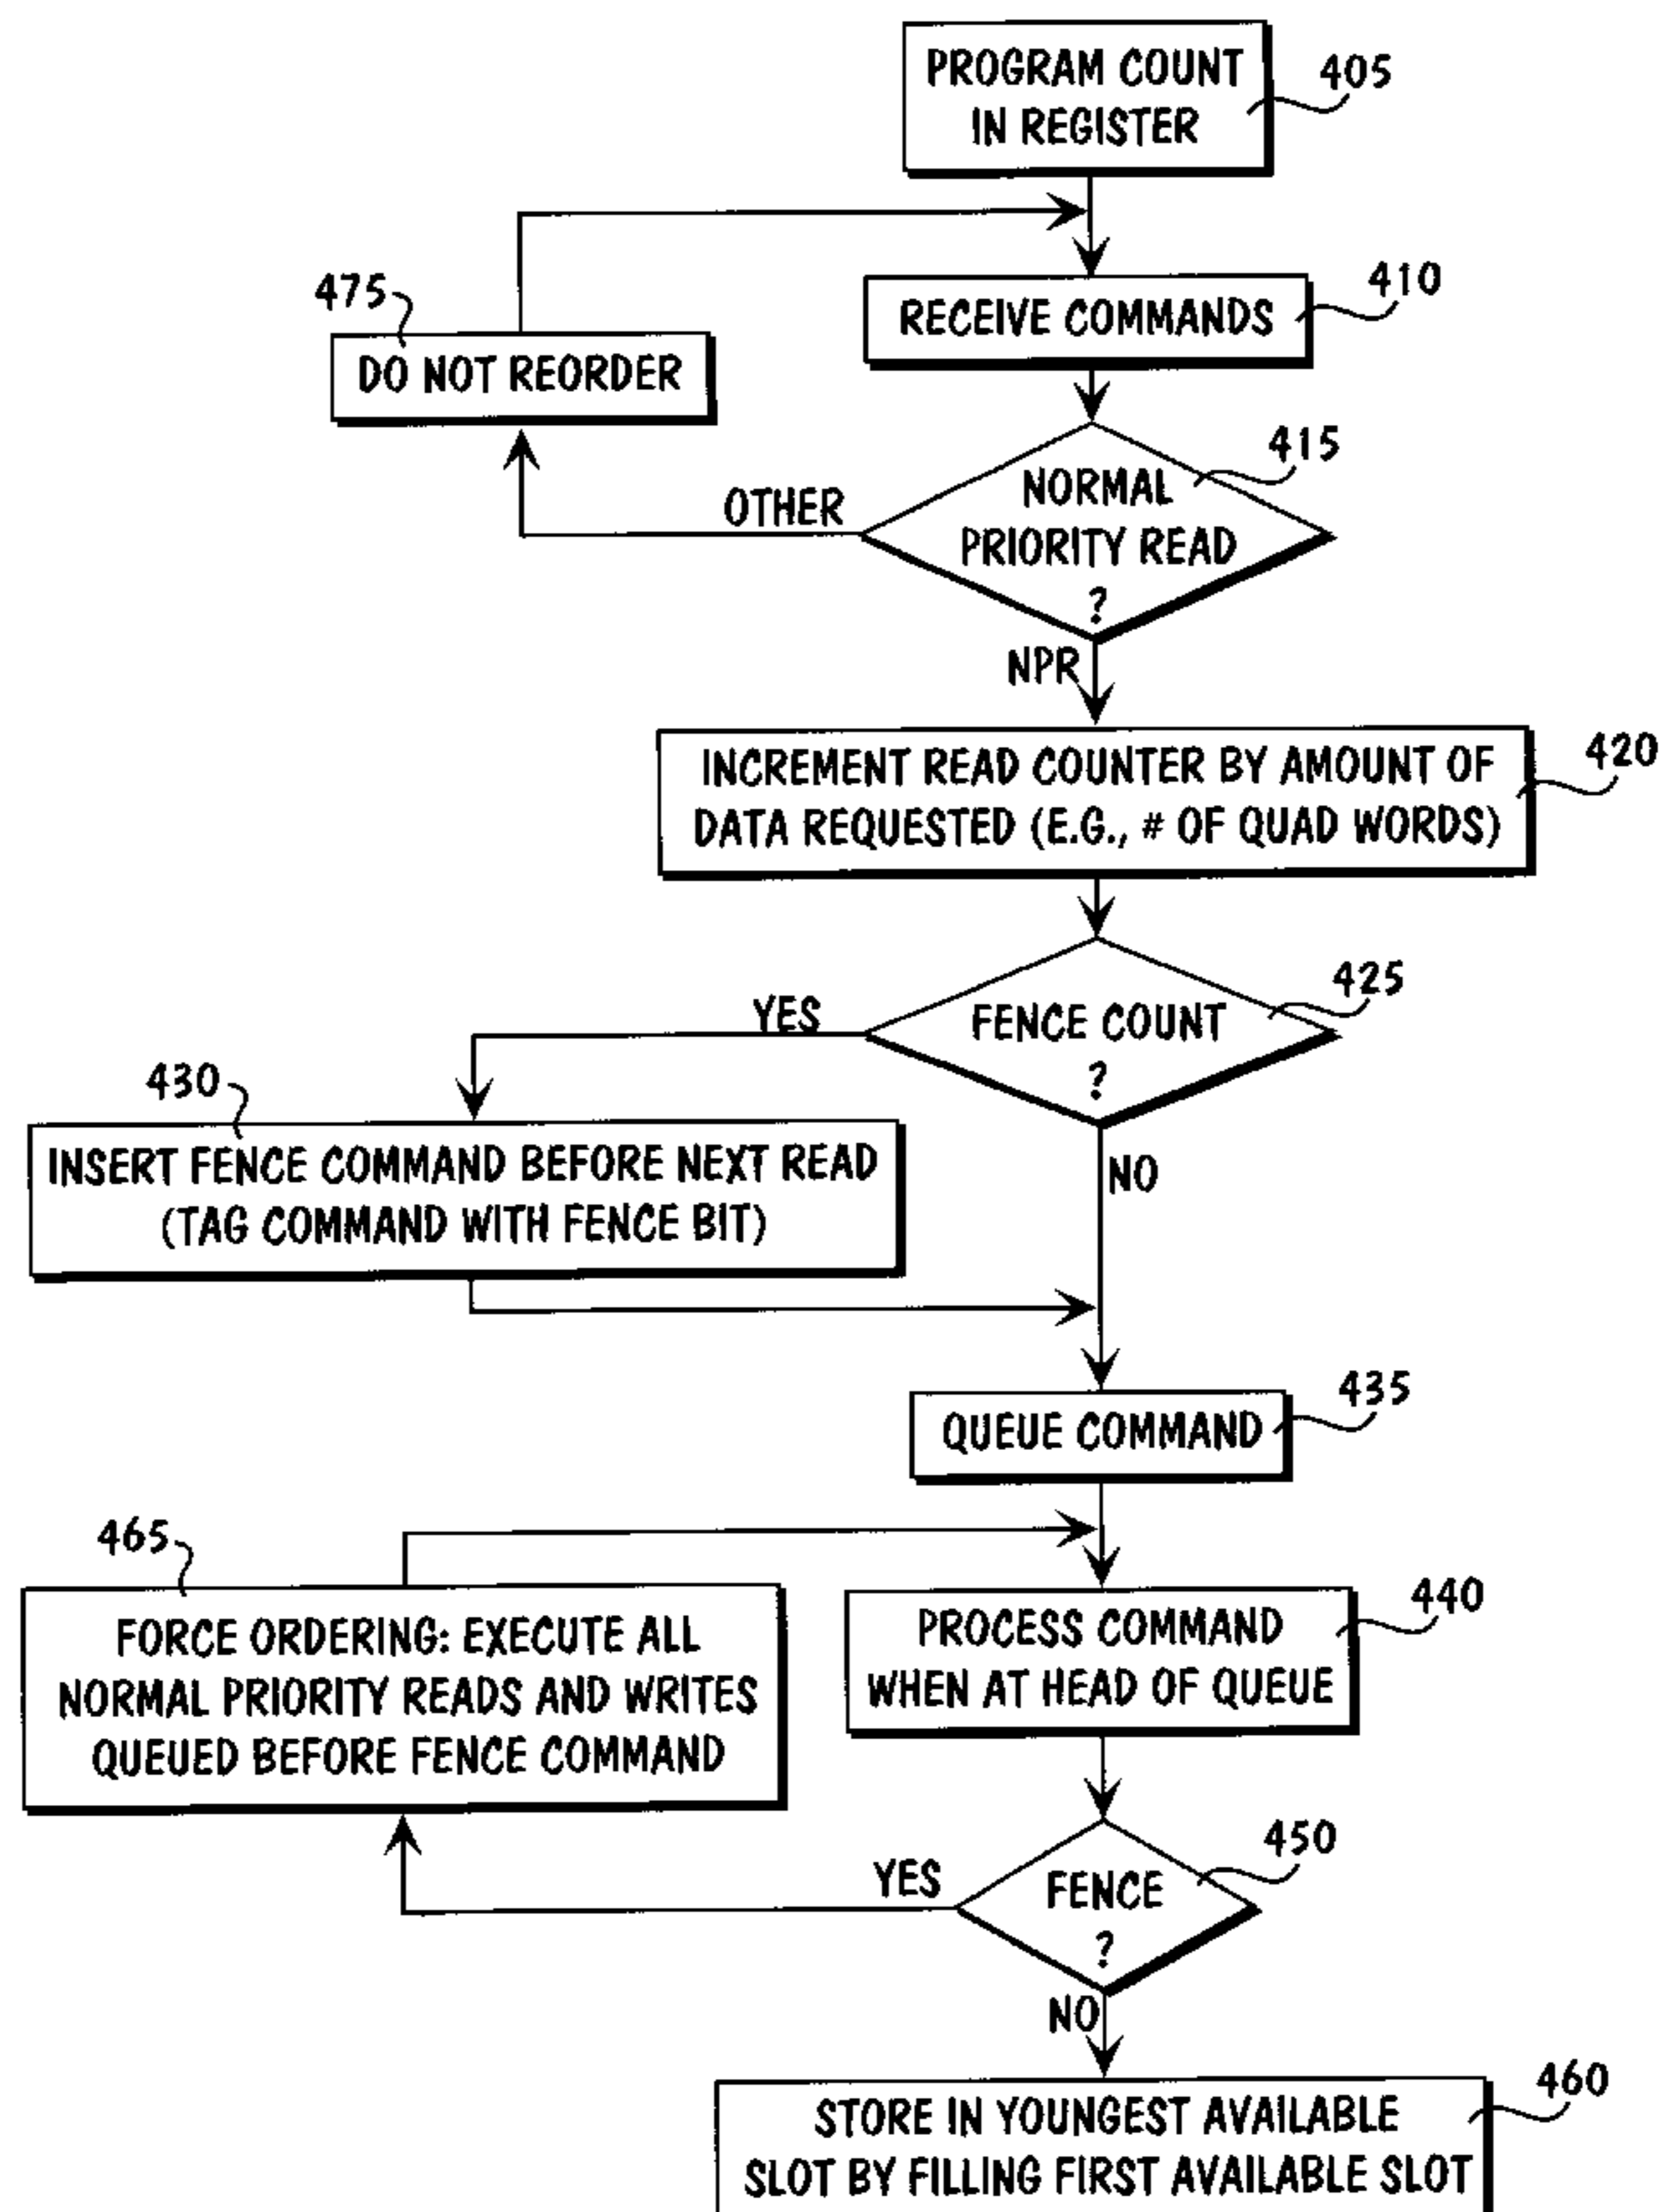 PROGRAM COUNT
IN REGISTER
405
RECEIVE COMMANDS
410
475
DO NOT REORDER
415
NORMAL
PRIORITY READ
?
OTHER
NPR
INCREMENT READ COUNTER BY AMOUNT OF
DATA REQUESTED (E.G., # OF QUAD WORDS)
420
425
FENCE COUNT
?
YES
NO
430
INSERT FENCE COMMAND BEFORE NEXT READ
(TAG COMMAND WITH FENCE BIT)
QUEUE COMMAND
435
465
FORCE ORDERING: EXECUTE ALL
NORMAL PRIORITY READS AND WRITES
QUEUED BEFORE FENCE COMMAND
PROCESS COMMAND
WHEN AT HEAD OF QUEUE
440
450
FENCE
?
YES
NO
460
STORE IN YOUNGEST AVAILABLE
SLOT BY FILLING FIRST AVAILABLE SLOT